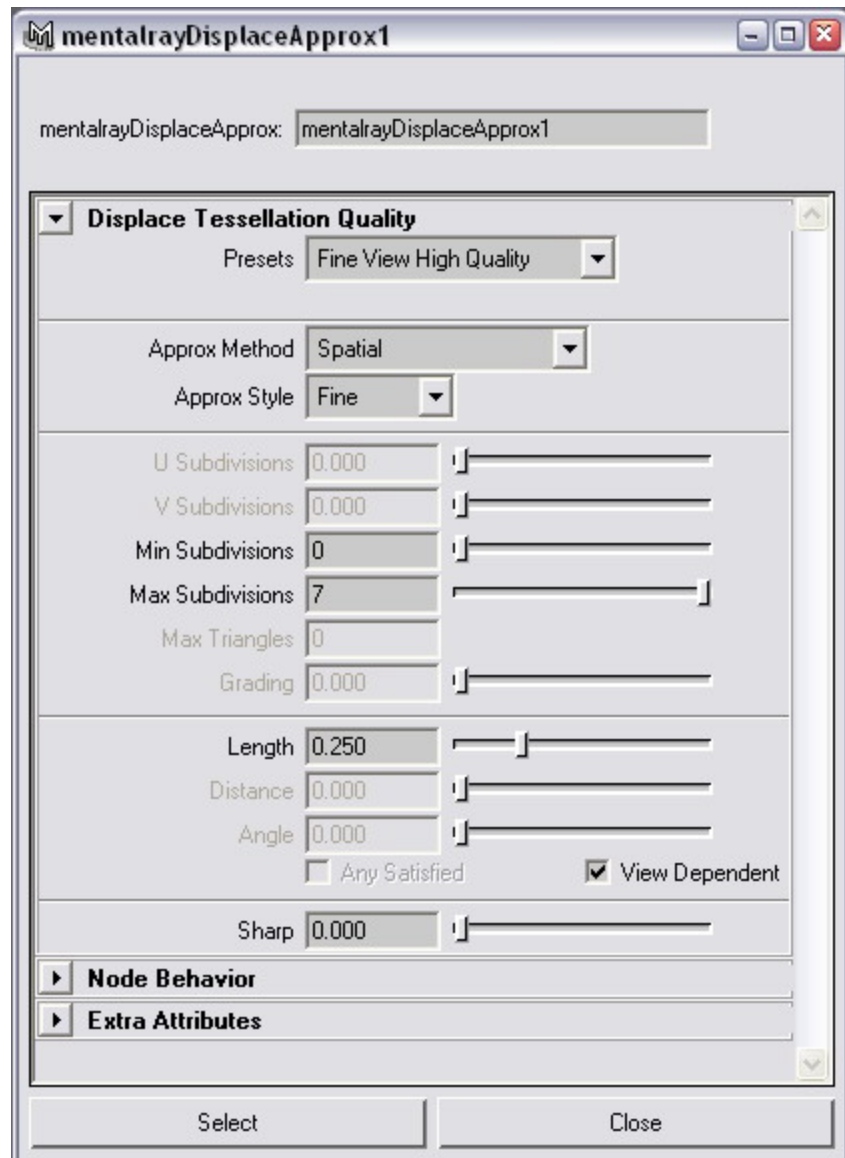 mentalrayDisplaceApprox1
mentalrayDisplaceApprox: mentalrayDisplaceApprox1
Displace Tessellation Quality
Presets Fine View High Quality
Approx Method Spatial
Approx Style Fine
U Subdivisions 0.000
V Subdivisions 0.000
Min Subdivisions 0
Max Subdivisions 7
Max Triangles 0
Grading 0.000
Length 0.250
Distance 0.000
Angle 0.000
Any Satisfied View Dependent
Sharp 0.000
Node Behavior
Extra Attributes
Select Close